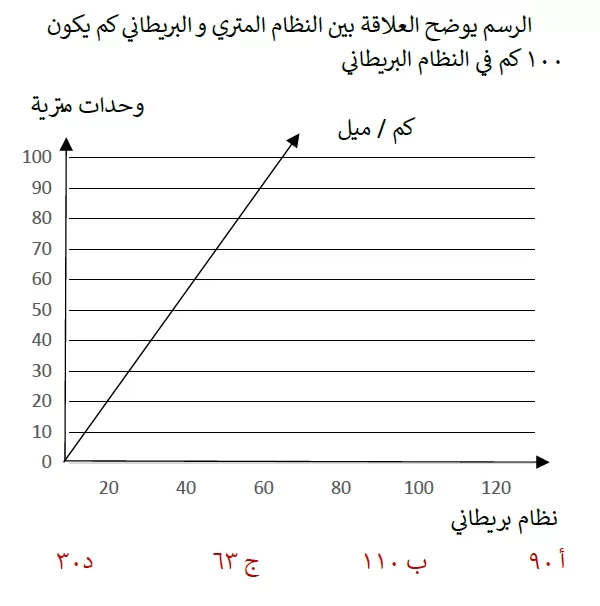 الرسم يوضح العلاقة بين النظام المتري و البريطاني كم يكون
١٠٠ كم في النظام البريطاني
وحدات مترية
كم / ميل
100
90
80
70
60
50
40
30
20
10
0
20 40 60 80 100 120
نظام بريطاني
أ ٩٠ ب ١١٠ ج ٦٣ د ٣٠